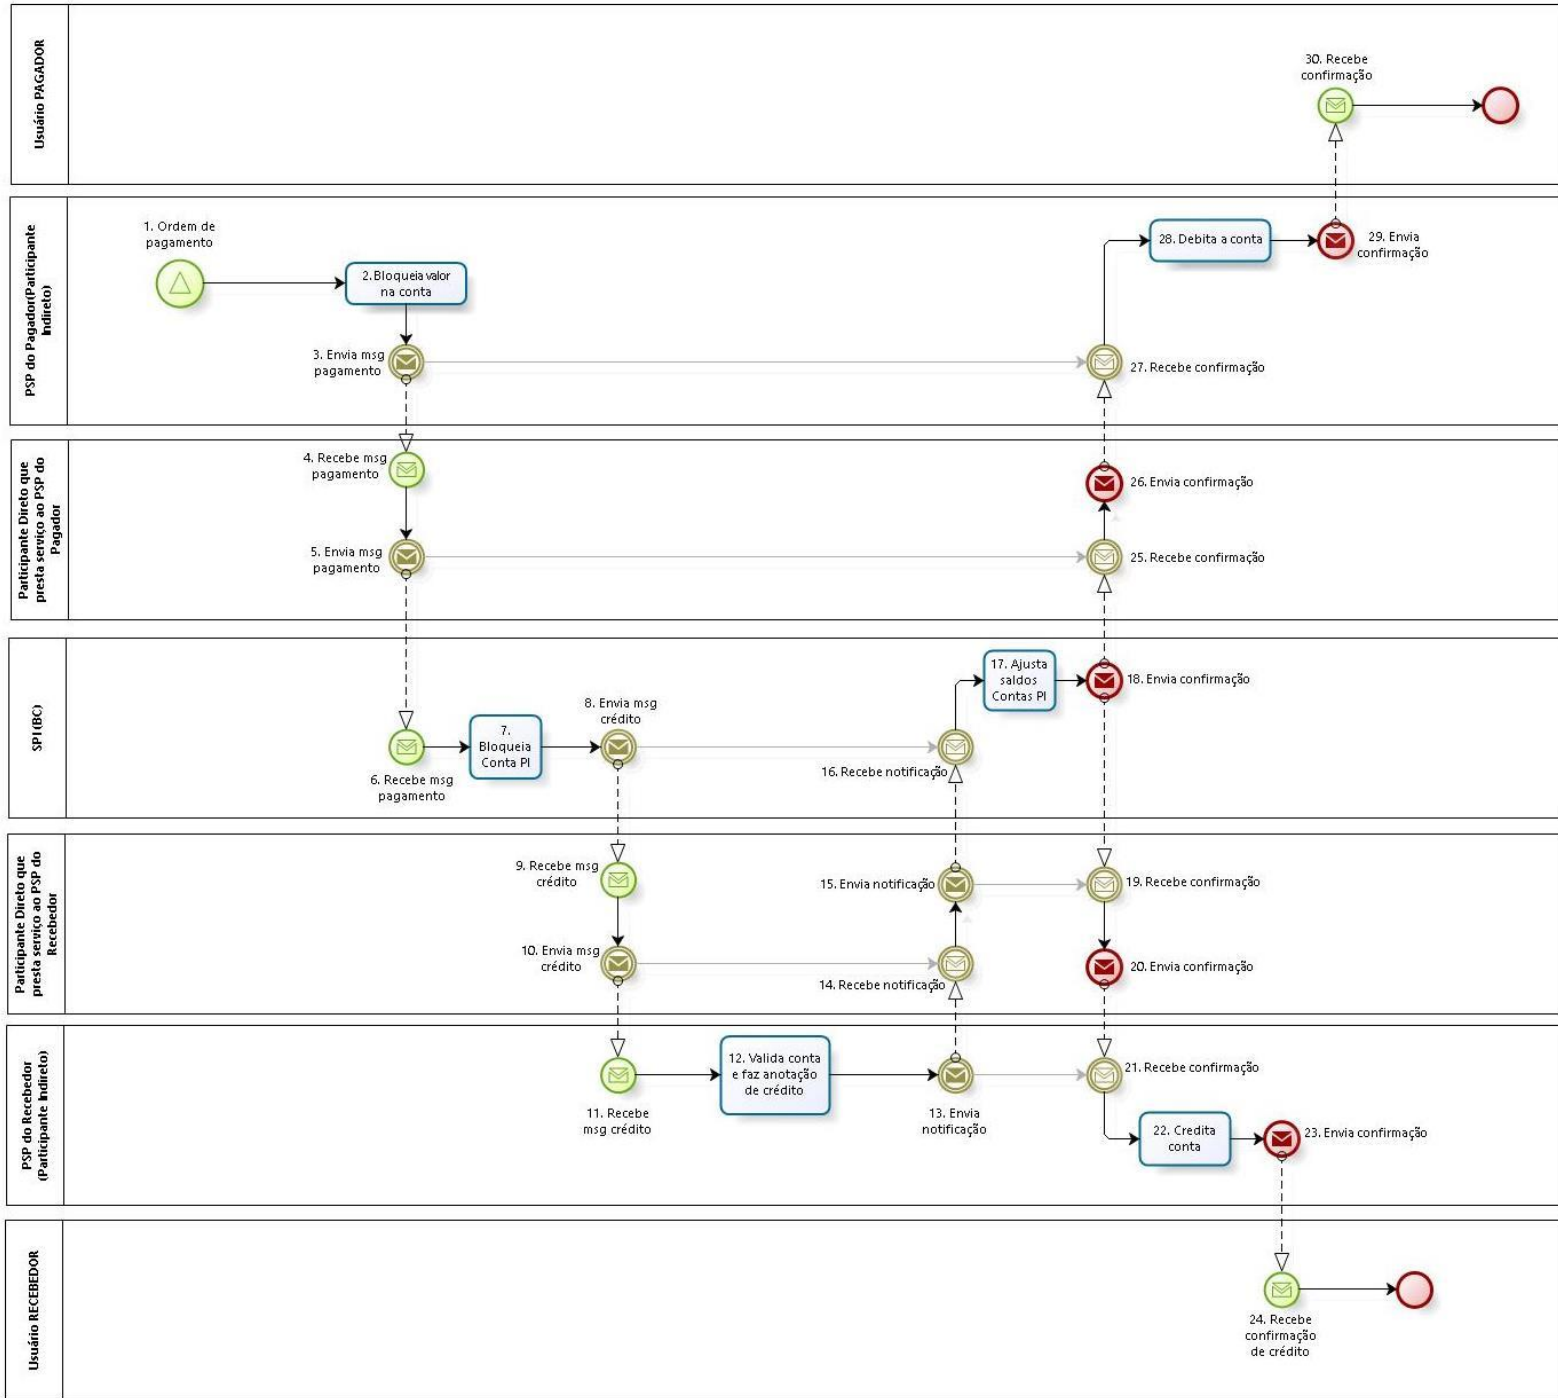 Usuário PAGADOR
30. Recebe
confirmação
PSP do Pagador(Participante
Indireto)
1. Ordem de
pagamento
2.Bloqueia valor
na conta
3. Envia msg
pagamento
28. Debita a conta
29. Envia
confirmação
27. Recebe confirmação
Participante Direto que
presta serviço ao PSP do
Pagador
4. Recebe msg
pagamento
5. Envia msg
pagamento
26. Envia confirmação
25. Recebe confirmação
SPI(BC)
6. Recebe msg
pagamento
7.
Bloqueia
Conta PI
8. Envia msg
crédito
16. Recebe notificação
17. Ajusta
saldos
Contas PI
18. Envia confirmação
Participante Direto que
presta serviço ao PSP do
Recebedor
9. Recebe msg
crédito
10. Envia msg
crédito
15. Envia notificação
14. Recebe notificação
19. Recebe confirmação
20. Envia confirmação
PSP do Recebedor
(Participante Indireto)
11. Recebe
msg crédito
12. Valida conta
e faz anotação
de crédito
13. Envia
notificação
21. Recebe confirmação
22. Credita
conta
23. Envia confirmação
Usuário RECEBEDOR
24. Recebe
confirmação
de crédito